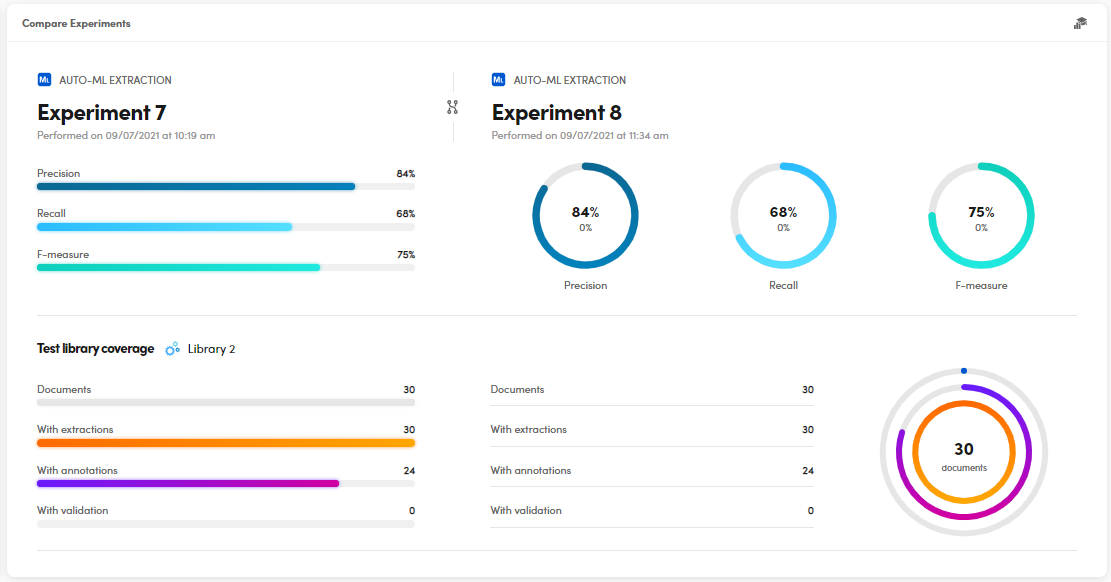 Compare Experiments
ML AUTO-ML EXTRACTION
Experiment 7
Performed on 09/07/2021 at 10:19 am
Precision 84%
Recall 68%
F-measure 75%
ML AUTO-ML EXTRACTION
Experiment 8
Performed on 09/07/2021 at 11:34 am
84%
0%
Precision
68%
0%
Recall
75%
0%
F-measure
Test library coverage Library 2
Documents 30
With extractions 30
With annotations 24
With validation 0
Documents 30
With extractions 30
With annotations 24
With validation 0
30
documents